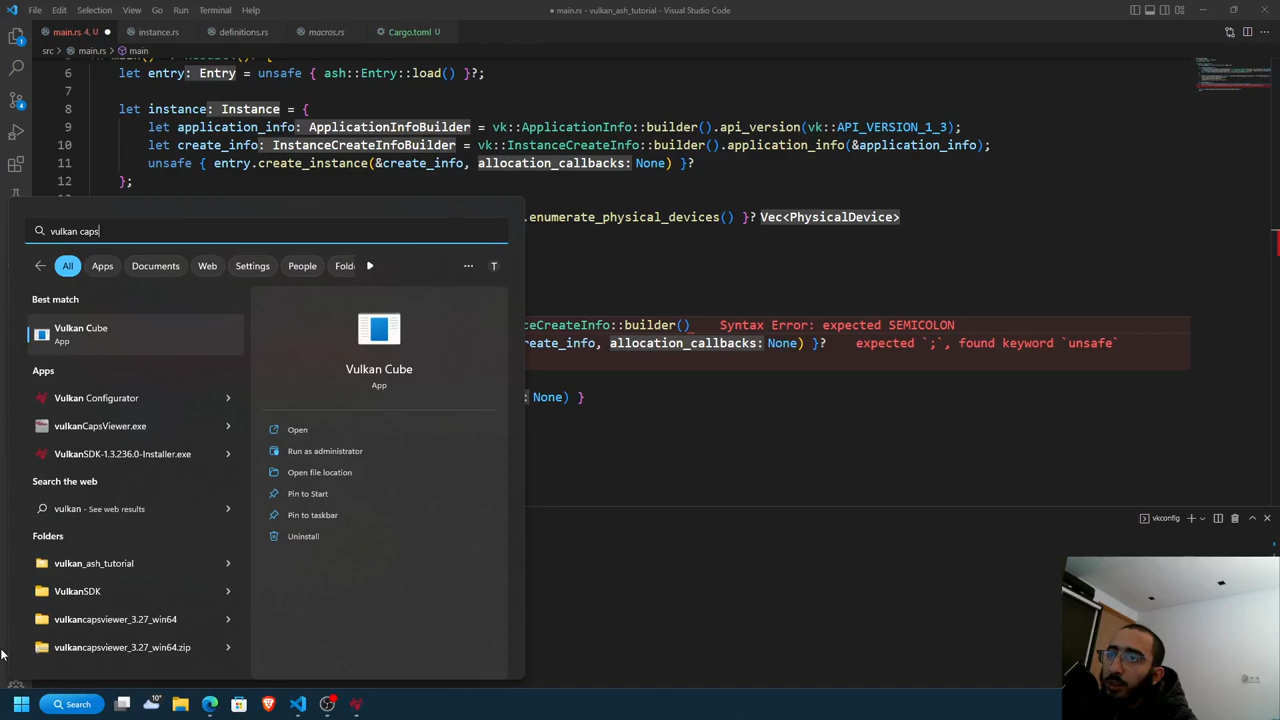 File Edit Selection View Go Run Terminal Help
● main.rs - vulkan_ash_tutorial - Visual Studio Code
main.rs 4, U ● instance.rs definitions.rs macros.rs Cargo.toml U
src > main.rs > main
6 let entry: Entry = unsafe { ash::Entry::load() }?;
8 let instance: Instance = {
9 let application_info: ApplicationInfoBuilder = vk::ApplicationInfo::builder().api_version(vk::API_VERSION_1_3);
10 let create_info: InstanceCreateInfoBuilder = vk::InstanceCreateInfo::builder().application_info(&application_info);
11 unsafe { entry.create_instance(&create_info, allocation_callbacks: None) }?
12 };
.enumerate_physical_devices() }? Vec<PhysicalDevice>
ceCreateInfo::builder() Syntax Error: expected SEMICOLON
reate_info, allocation_callbacks: None) }? expected `;`, found keyword `unsafe`
None) }
vulkan caps
All Apps Documents Web Settings People Fold ... T
Best match
Vulkan Cube
App
Apps
Vulkan Configurator
vulkanCapsViewer.exe
VulkanSDK-1.3.236.0-Installer.exe
Search the web
vulkan - See web results
Folders
vulkan_ash_tutorial
VulkanSDK
vulkancapsviewer_3.27_win64
vulkancapsviewer_3.27_win64.zip
Vulkan Cube
App
Open
Run as administrator
Open file location
Pin to Start
Pin to taskbar
Uninstall
vkconfig
Search
10°